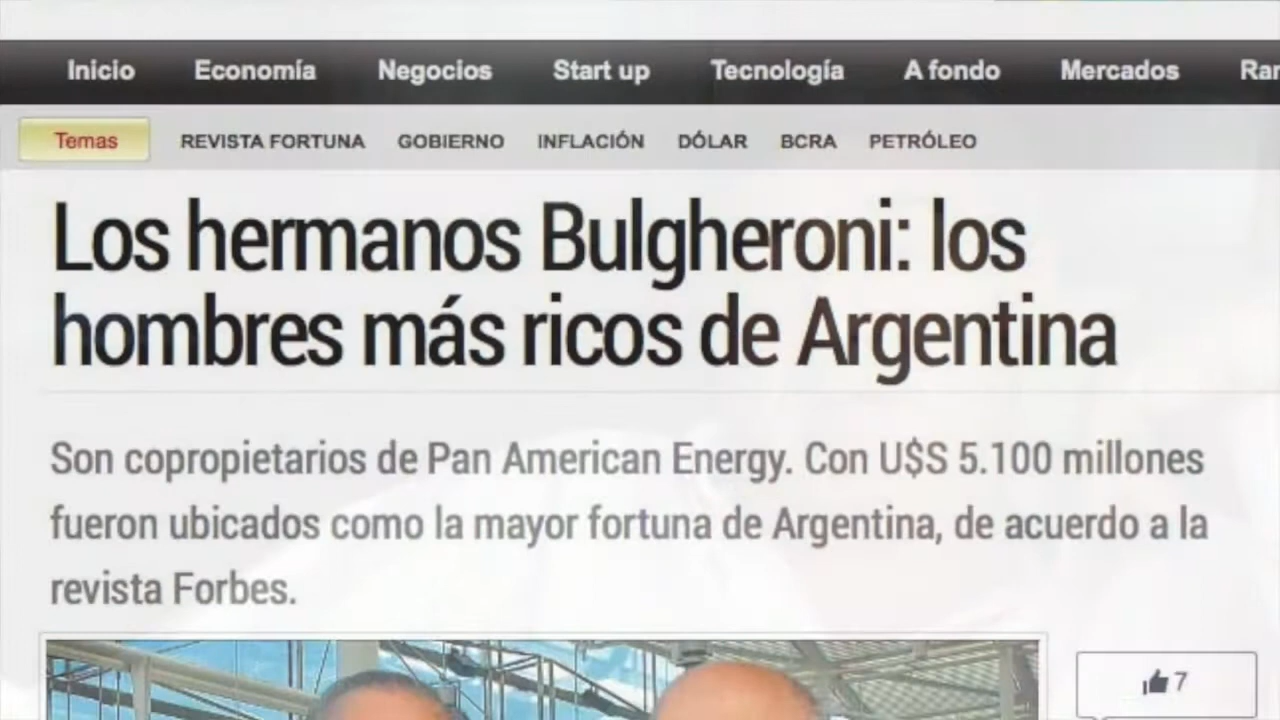 Inicio Economía Negocios Start up Tecnología A fondo Mercados
Temas REVISTA FORTUNA GOBIERNO INFLACIÓN DÓLAR BCRA PETRÓLEO
Los hermanos Bulgheroni: los
hombres más ricos de Argentina
Son copropietarios de Pan American Energy. Con U$S 5.100 millones
fueron ubicados como la mayor fortuna de Argentina, de acuerdo a la
revista Forbes.
7